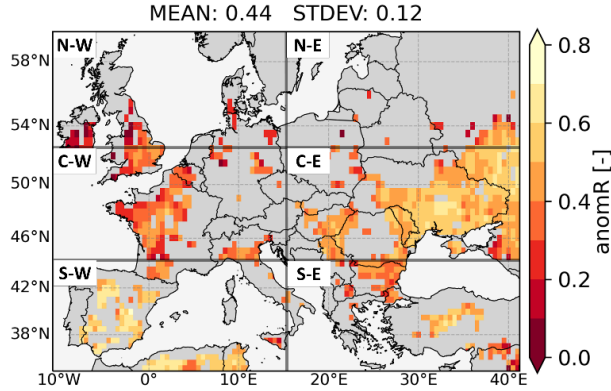 MEAN: 0.44 STDEV: 0.12
N-W N-E
58°N
54°N
C-W C-E
50°N
46°N
S-W S-E
42°N
38°N
10°W 0° 10°E 20°E 30°E 40°E
0.8
0.6
0.4
0.2
0.0
anomR [-]